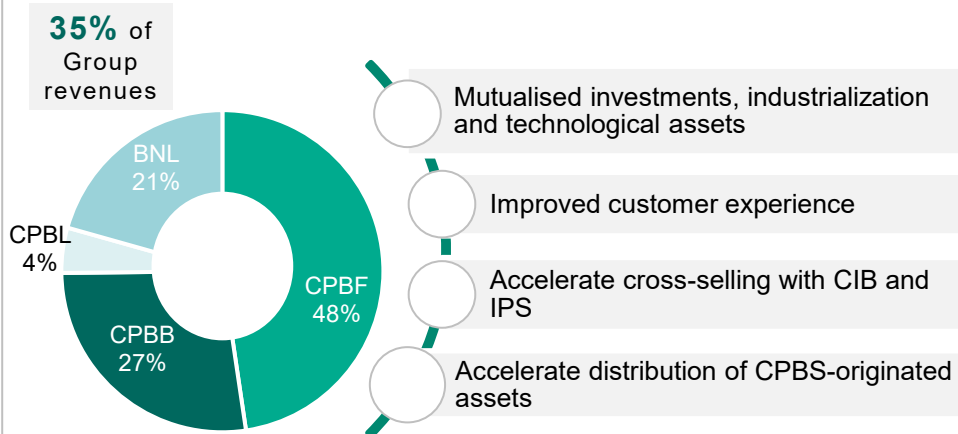 35% of
Group
revenues
BNL
21%
CPBL
4%
CPBF
48%
CPBB
27%
Mutualised investments, industrialization
and technological assets
Improved customer experience
Accelerate cross-selling with CIB and
IPS
Accelerate distribution of CPBS-originated
assets